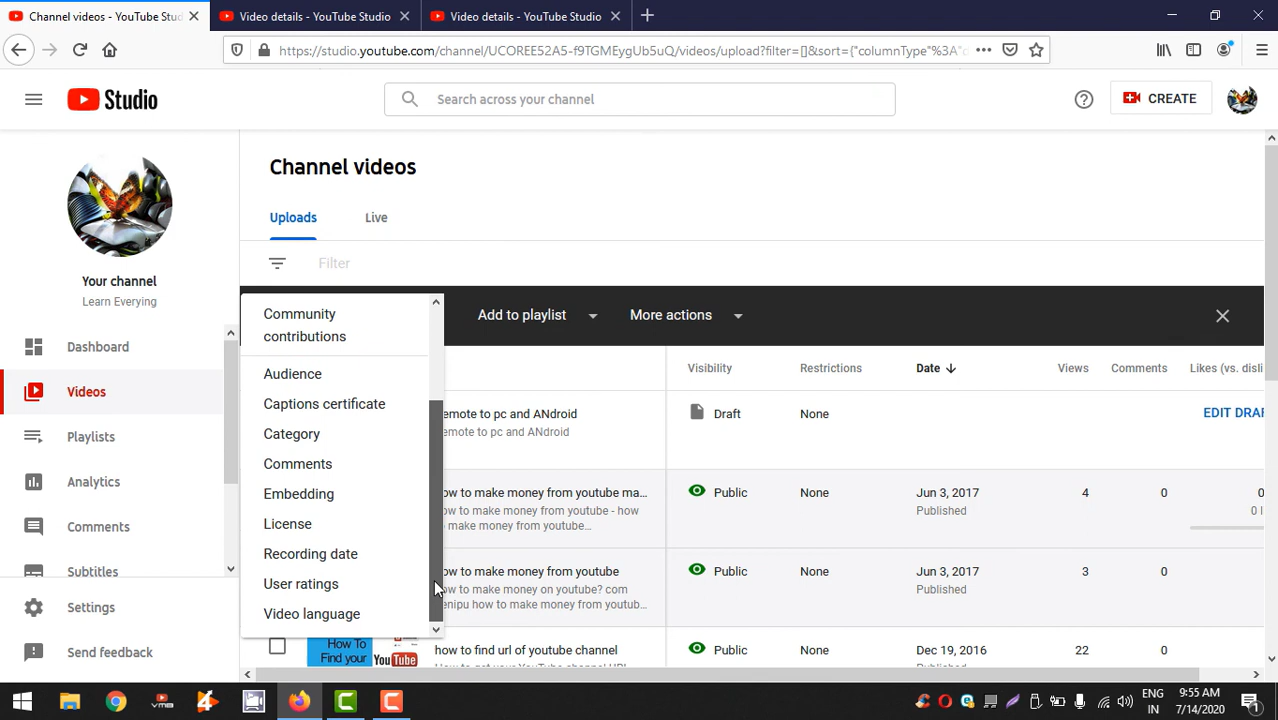 Channel videos - YouTube Stud
Video details - YouTube Studio
Video details - YouTube Studio
https://studio.youtube.com/channel/UCOREE52A5-f9TGMEygUb5uQ/videos/upload?filter=[]&sort={"columnType"%3A"d
Studio
Search across your channel
CREATE
Channel videos
Uploads
Live
Filter
Your channel
Learn Everying
Dashboard
Videos
Playlists
Analytics
Comments
Subtitles
Settings
Send feedback
Community
contributions
Audience
Captions certificate
Category
Comments
Embedding
License
Recording date
User ratings
Video language
Add to playlist
More actions
Visibility
Restrictions
Date
Views
Comments
Likes (vs. disli
emote to pc and ANdroid
emote to pc and ANdroid
Draft
None
EDIT DRAF
ow to make money from youtube ma...
ow to make money from youtube - how
to make money from youtube...
Public
None
Jun 3, 2017
Published
4
0
0
0 l
ow to make money from youtube
ow to make money on youtube? com
enipu how to make money from youtub...
Public
None
Jun 3, 2017
Published
3
0
How To
Find your
You Tube
how to find url of youtube channel
Public
None
Dec 19, 2016
22
0
ENG
IN
9:55 AM
7/14/2020
1